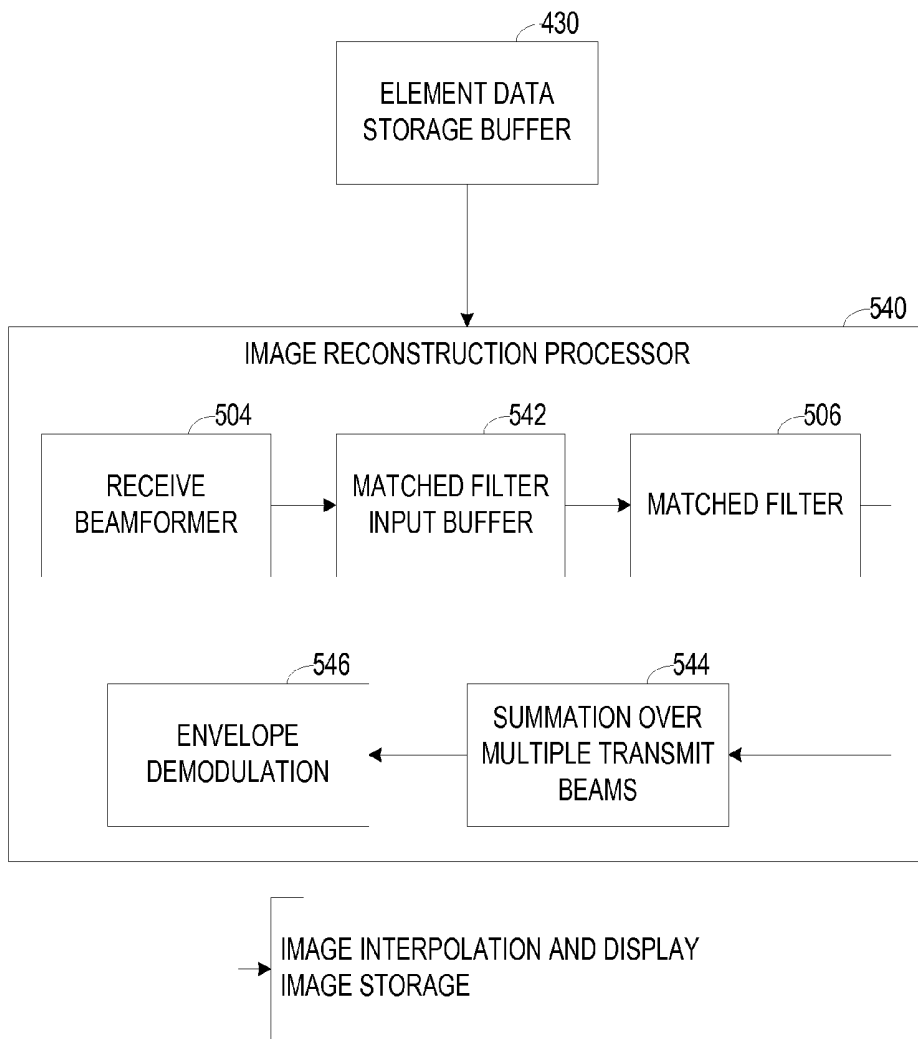 430
ELEMENT DATA
STORAGE BUFFER
540
IMAGE RECONSTRUCTION PROCESSOR
504
RECEIVE
BEAMFORMER
542
MATCHED FILTER
INPUT BUFFER
506
MATCHED FILTER
546
ENVELOPE
DEMODULATION
544
SUMMATION OVER
MULTIPLE TRANSMIT
BEAMS
IMAGE INTERPOLATION AND DISPLAY
IMAGE STORAGE